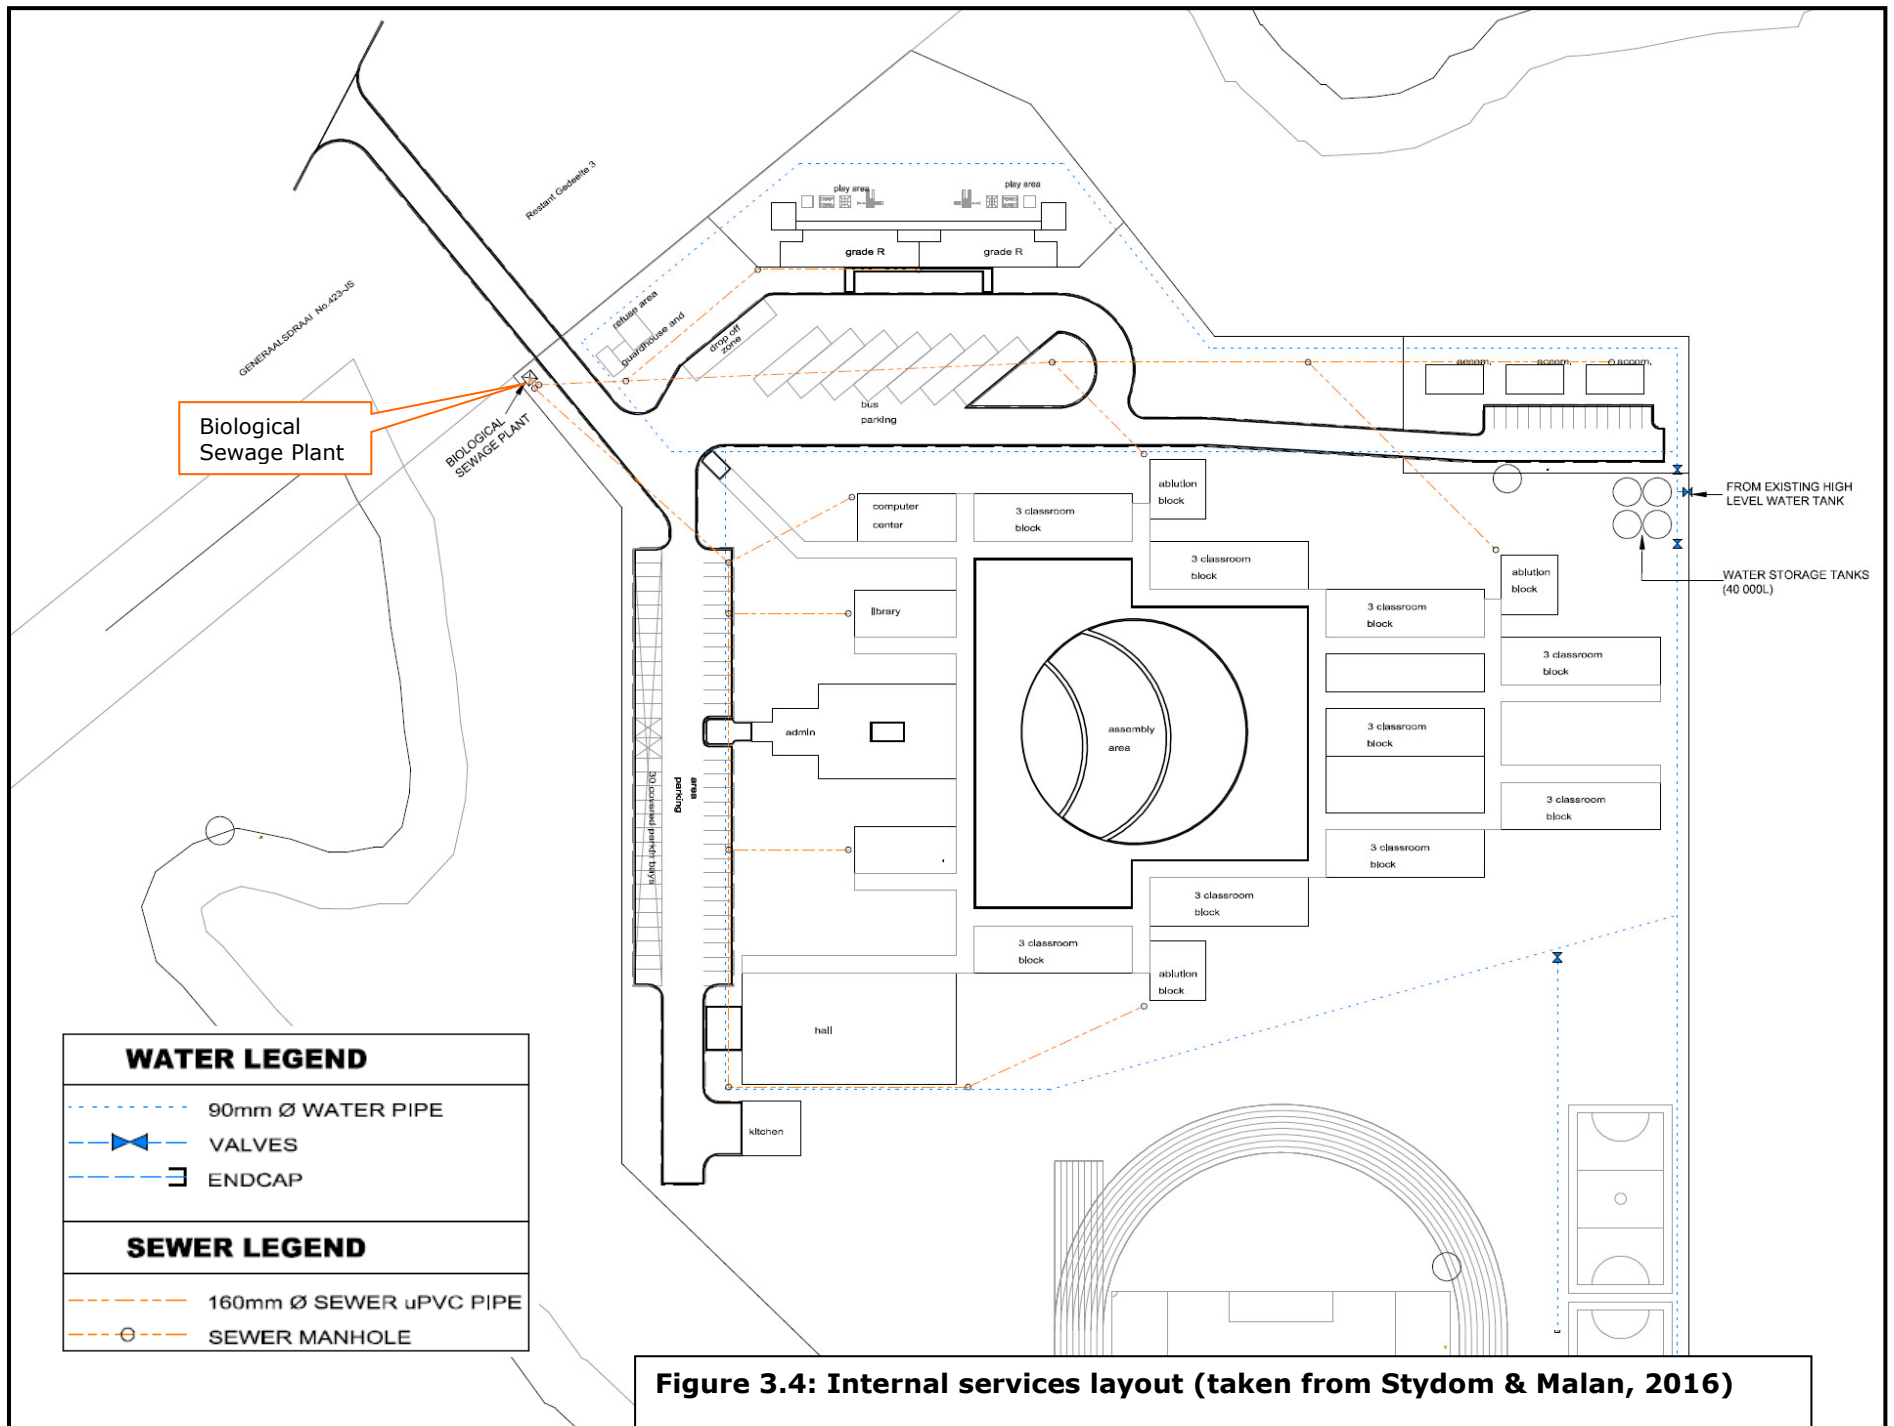 Restant Gedeelte 3
GENERAALSDRAAI No.423-JS
play area
play area
grade R
grade R
refuse area
guardhouse and
drop off
zone
bus
parking
accom.
accom.
accom.
Biological
Sewage Plant
BIOLOGICAL
SEWAGE PLANT
FROM EXISTING HIGH
LEVEL WATER TANK
WATER STORAGE TANKS
(40 000L)
computer
center
3 classroom
block
ablution
block
3 classroom
block
ablution
block
library
3 classroom
block
3 classroom
block
admin
assembly
area
3 classroom
block
area
parking
30 covered parkin bays
3 classroom
block
3 classroom
block
3 classroom
block
3 classroom
block
ablution
block
hall
kitchen
WATER LEGEND
90mm Ø WATER PIPE
VALVES
ENDCAP
SEWER LEGEND
160mm Ø SEWER uPVC PIPE
SEWER MANHOLE
Figure 3.4: Internal services layout (taken from Stydom & Malan, 2016)